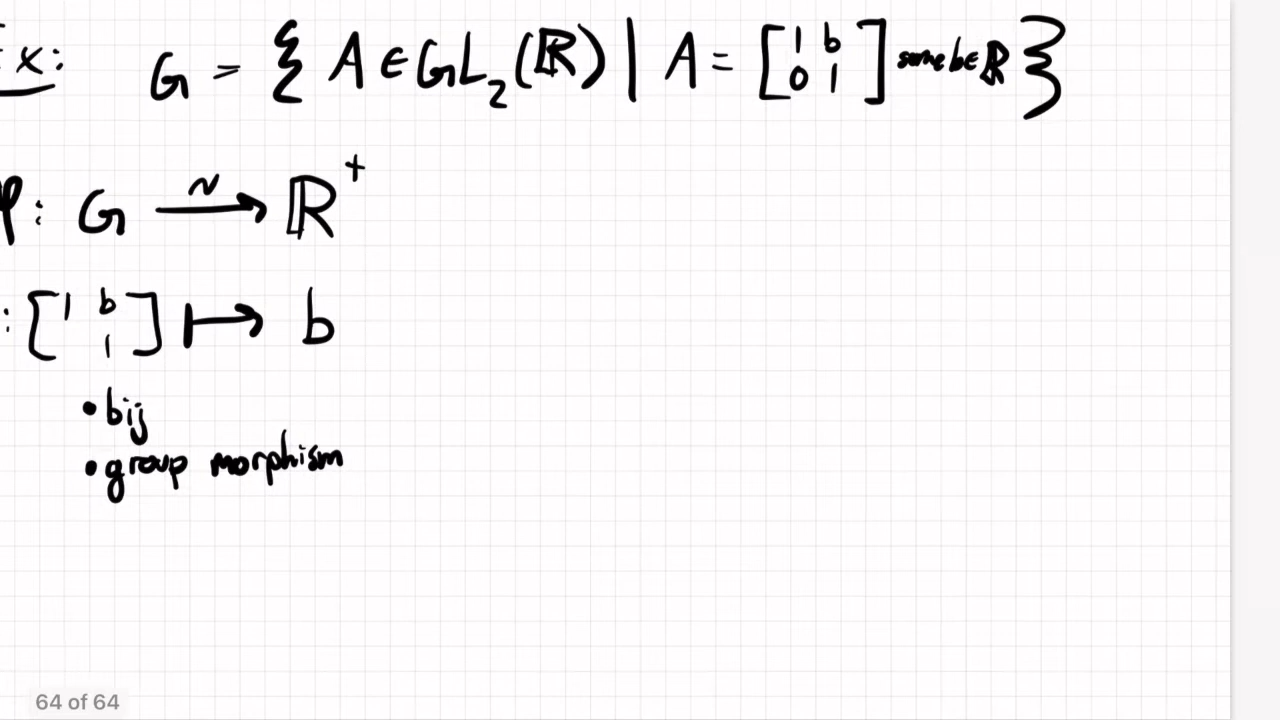 Ex: G = { A ∈ GL₂(ℝ) | A = [1 b 0 1] some b ∈ ℝ }
φ: G ⥲ ℝ⁺
: [1 b 1] ↦ b
• bij
• group morphism
64 of 64